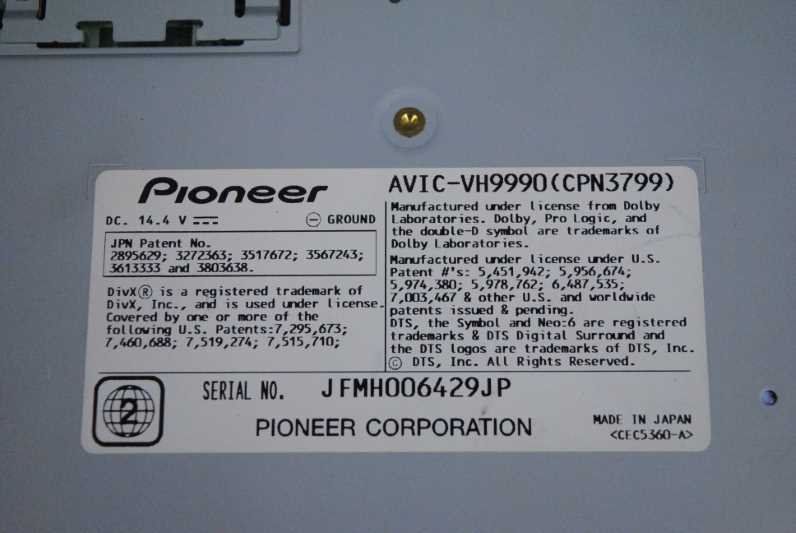 Pioneer
DC. 14.4 V
GROUND
JPN Patent No.
2895629; 3272363; 3517672; 3567243;
3613333 and 3803638.
DivX® is a registered trademark of
DivX, Inc., and is used under license.
Covered by one or more of the
following U.S. Patents:7,295,673;
7,460,688; 7,519,274; 7,515,710;
AVIC-VH9990(CPN3799)
Manufactured under license from Dolby
Laboratories. Dolby, Pro Logic, and
the double-D symbol are trademarks of
Dolby Laboratories.
Manufactured under license under U.S.
Patent #'s: 5,451,942; 5,956,674;
5,974,380; 5,978,762; 6,487,535;
7,003,467 & other U.S. and worldwide
patents issued & pending.
DTS, the Symbol and Neo:6 are registered
trademarks & DTS Digital Surround and
the DTS logos are trademarks of DTS, Inc.
© DTS, Inc. All Rights Reserved.
2
SERIAL NO. JFMH006429JP
PIONEER CORPORATION
MADE IN JAPAN
<CEC5360-A>